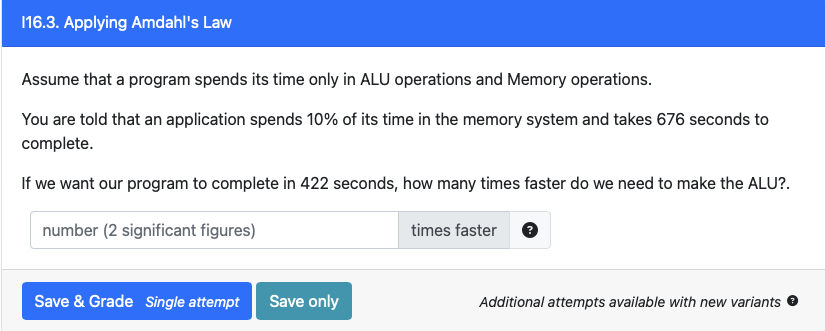 I16.3. Applying Amdahl's Law
Assume that a program spends its time only in ALU operations and Memory operations.
You are told that an application spends 10% of its time in the memory system and takes 676 seconds to
complete.
If we want our program to complete in 422 seconds, how many times faster do we need to make the ALU?.
number (2 significant figures) times faster ?
Save & Grade Single attempt Save only Additional attempts available with new variants ?